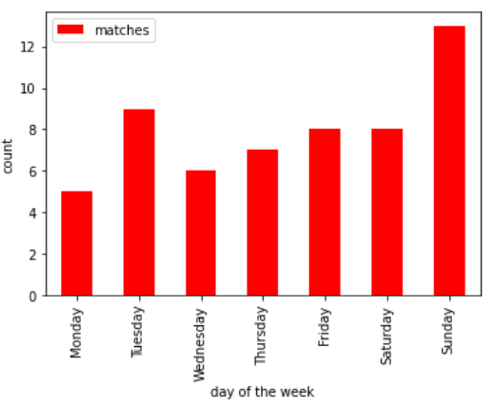 matches
12
10
8
6
4
2
0
count
Monday
Tuesday
Wednesday
Thursday
Friday
Saturday
Sunday
day of the week